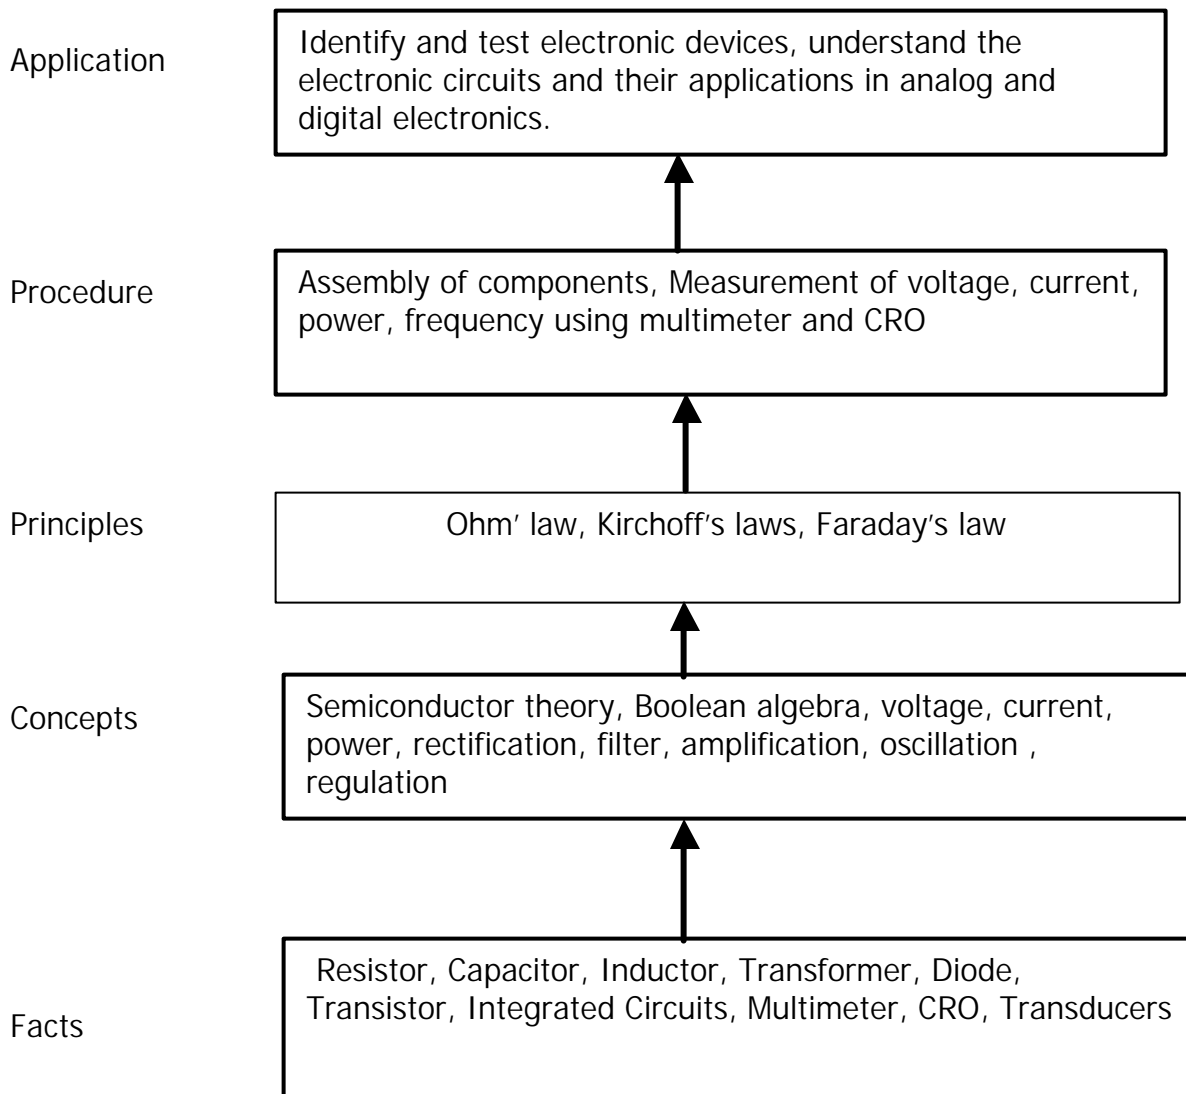 Application
Identify and test electronic devices, understand the
electronic circuits and their applications in analog and
digital electronics.
Procedure
Assembly of components, Measurement of voltage, current,
power, frequency using multimeter and CRO
Principles
Ohm’ law, Kirchoff’s laws, Faraday’s law
Concepts
Semiconductor theory, Boolean algebra, voltage, current,
power, rectification, filter, amplification, oscillation ,
regulation
Facts
Resistor, Capacitor, Inductor, Transformer, Diode,
Transistor, Integrated Circuits, Multimeter, CRO, Transducers